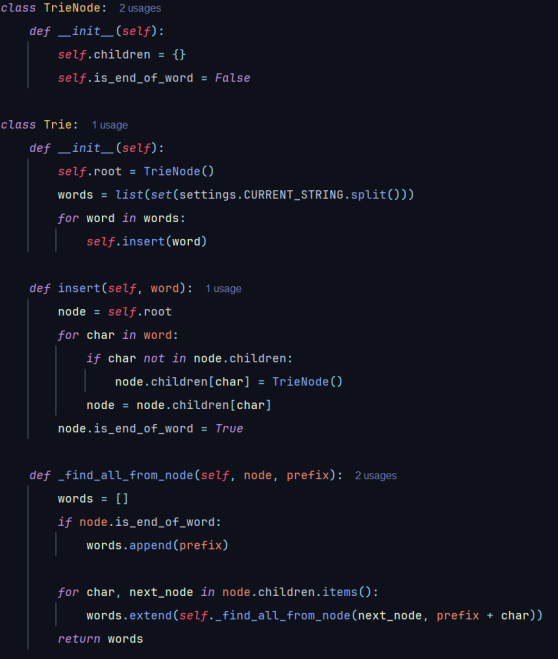 class TrieNode: 2 usages
    def __init__(self):
        self.children = {}
        self.is_end_of_word = False

class Trie: 1 usage
    def __init__(self):
        self.root = TrieNode()
        words = list(set(settings.CURRENT_STRING.split()))
        for word in words:
            self.insert(word)

    def insert(self, word): 1 usage
        node = self.root
        for char in word:
            if char not in node.children:
                node.children[char] = TrieNode()
            node = node.children[char]
        node.is_end_of_word = True

    def _find_all_from_node(self, node, prefix): 2 usages
        words = []
        if node.is_end_of_word:
            words.append(prefix)

        for char, next_node in node.children.items():
            words.extend(self._find_all_from_node(next_node, prefix + char))
        return words